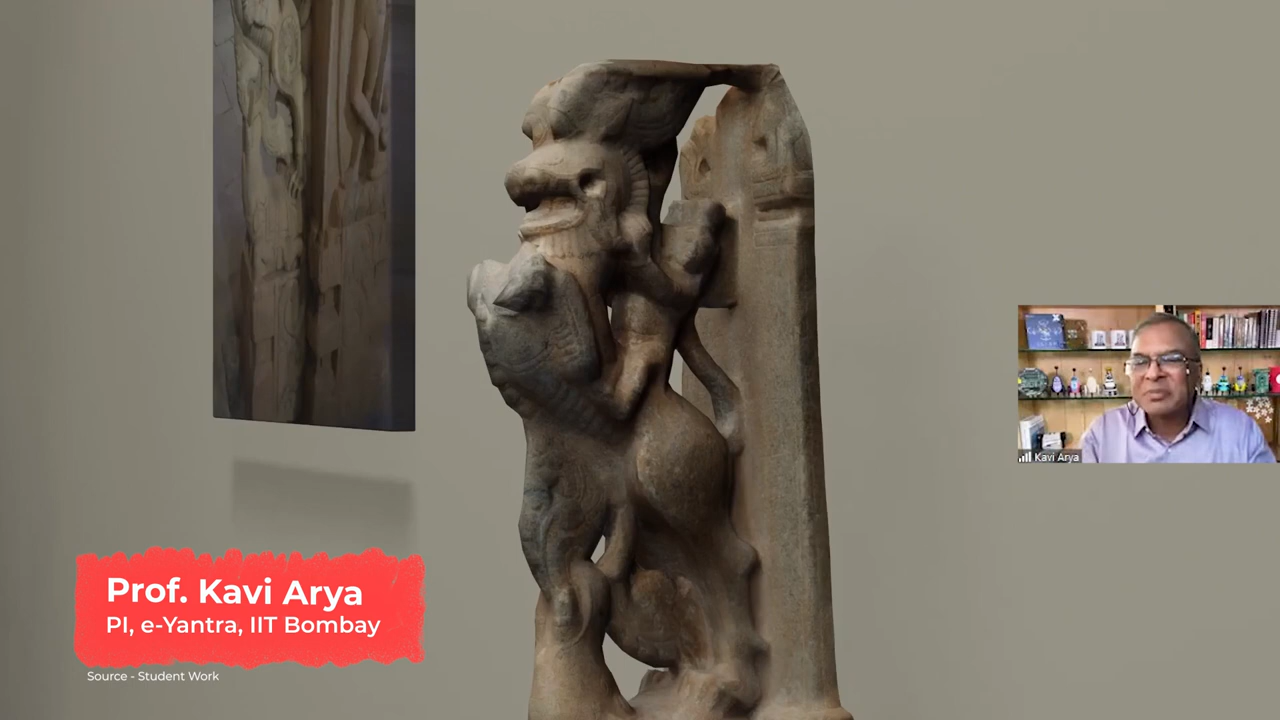 Prof. Kavi Arya
PI, e-Yantra, IIT Bombay
Source - Student Work
Kavi Arya